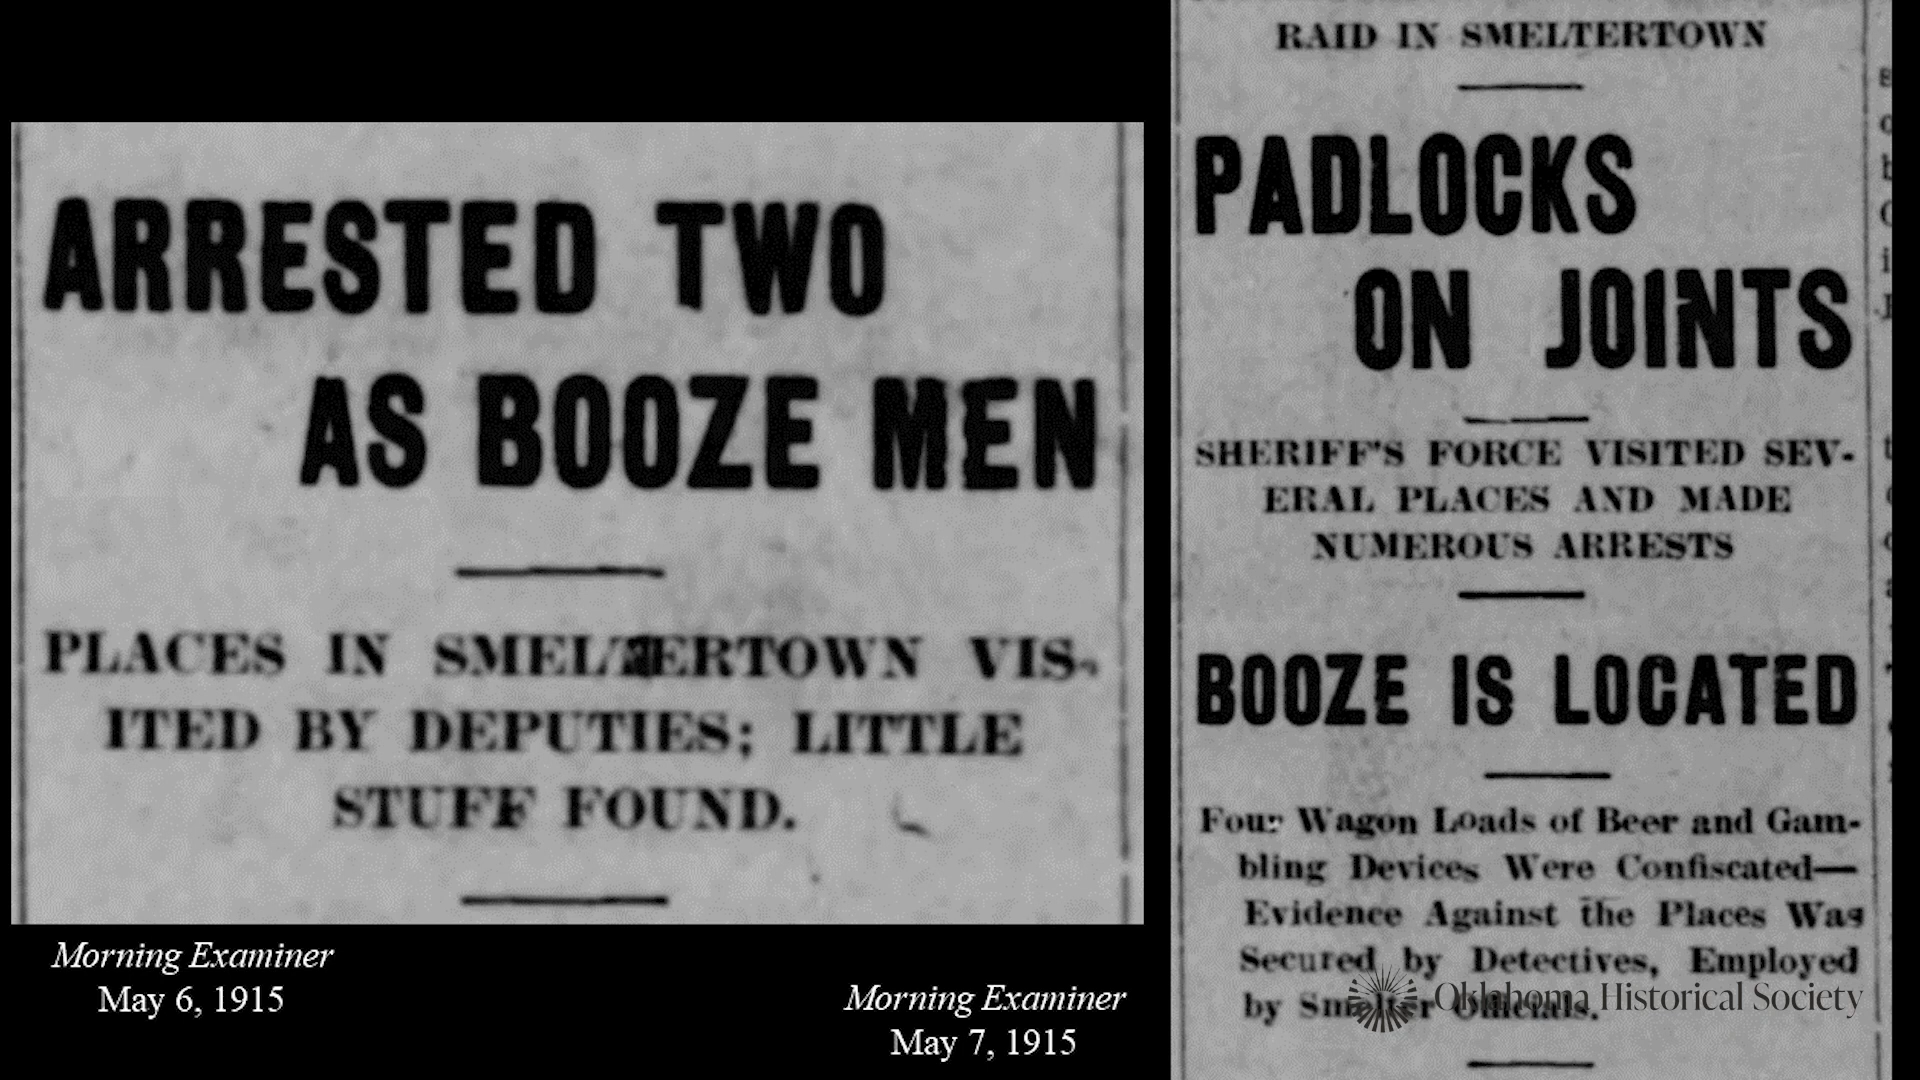 ARRESTED TWO
AS BOOZE MEN
PLACES IN SMELTERTOWN VIS-
ITED BY DEPUTIES; LITTLE
STUFF FOUND.
Morning Examiner
May 6, 1915
RAID IN SMELTERTOWN
PADLOCKS
ON JOINTS
SHERIFF'S FORCE VISITED SEV-
ERAL PLACES AND MADE
NUMEROUS ARRESTS
BOOZE IS LOCATED
Four Wagon Loads of Beer and Gam-
bling Devices Were Confiscated—
Evidence Against the Places Was
Secured by Detectives, Employed
by Smelter Officials.
Oklahoma Historical Society
Morning Examiner
May 7, 1915